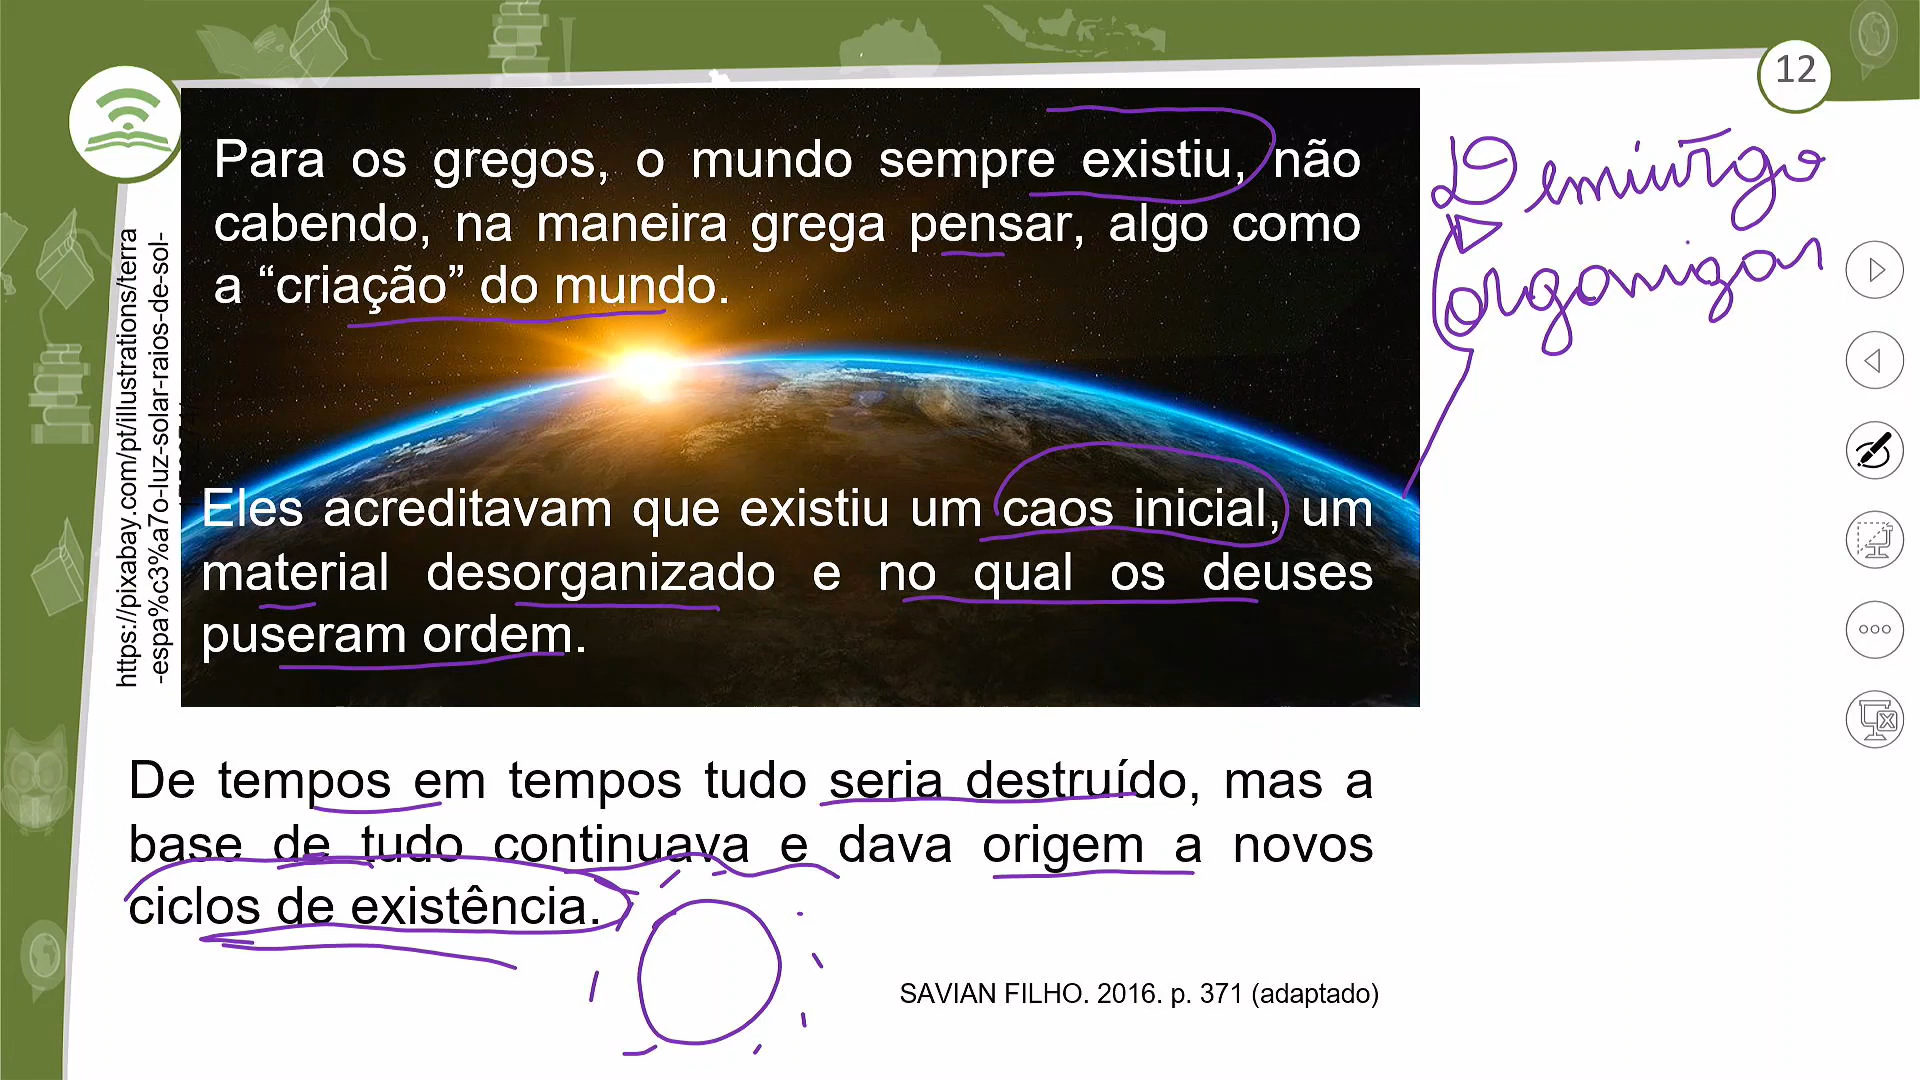 12
Para os gregos, o mundo sempre existiu, não
cabendo, na maneira grega pensar, algo como
a “criação” do mundo.
Demiurgo
organizar
https://pixabay.com/pt/illustrations/terra
-espa%c3%a7o-luz-solar-raios-de-sol-
Eles acreditavam que existiu um caos inicial, um
material desorganizado e no qual os deuses
puseram ordem.
De tempos em tempos tudo seria destruído, mas a
base de tudo continuava e dava origem a novos
ciclos de existência.
SAVIAN FILHO. 2016. p. 371 (adaptado)